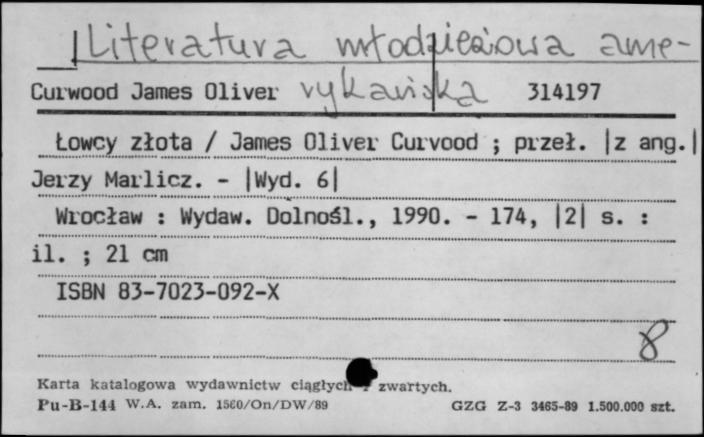 Literatura młodzieżowa ame-
rykańska
Curwood James Oliver 314197
Łowcy złota / James Oliver Curvood ; przeł. |z ang.|
Jerzy Marlicz. - |Wyd. 6|
Wrocław : Wydaw. Dolnośl., 1990. - 174, |2| s. :
il. ; 21 cm
ISBN 83-7023-092-X
8
Karta katalogowa wydawnictw ciągłych i zwartych.
Pu-B-144 W.A. zam. 1560/On/DW/89 GZG Z-3 3465-89 1.500.000 szt.